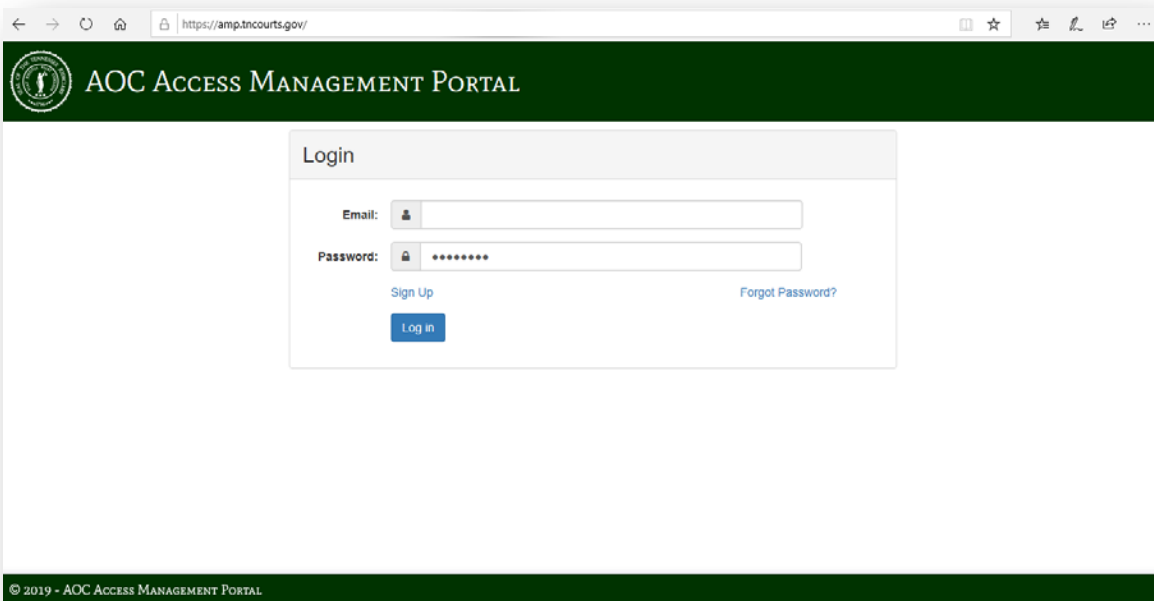 https://amp.tncourts.gov/
AOC Access Management Portal
Login
Email:
Password: ••••••••
Sign Up Forgot Password?
Log in
© 2019 - AOC Access Management Portal